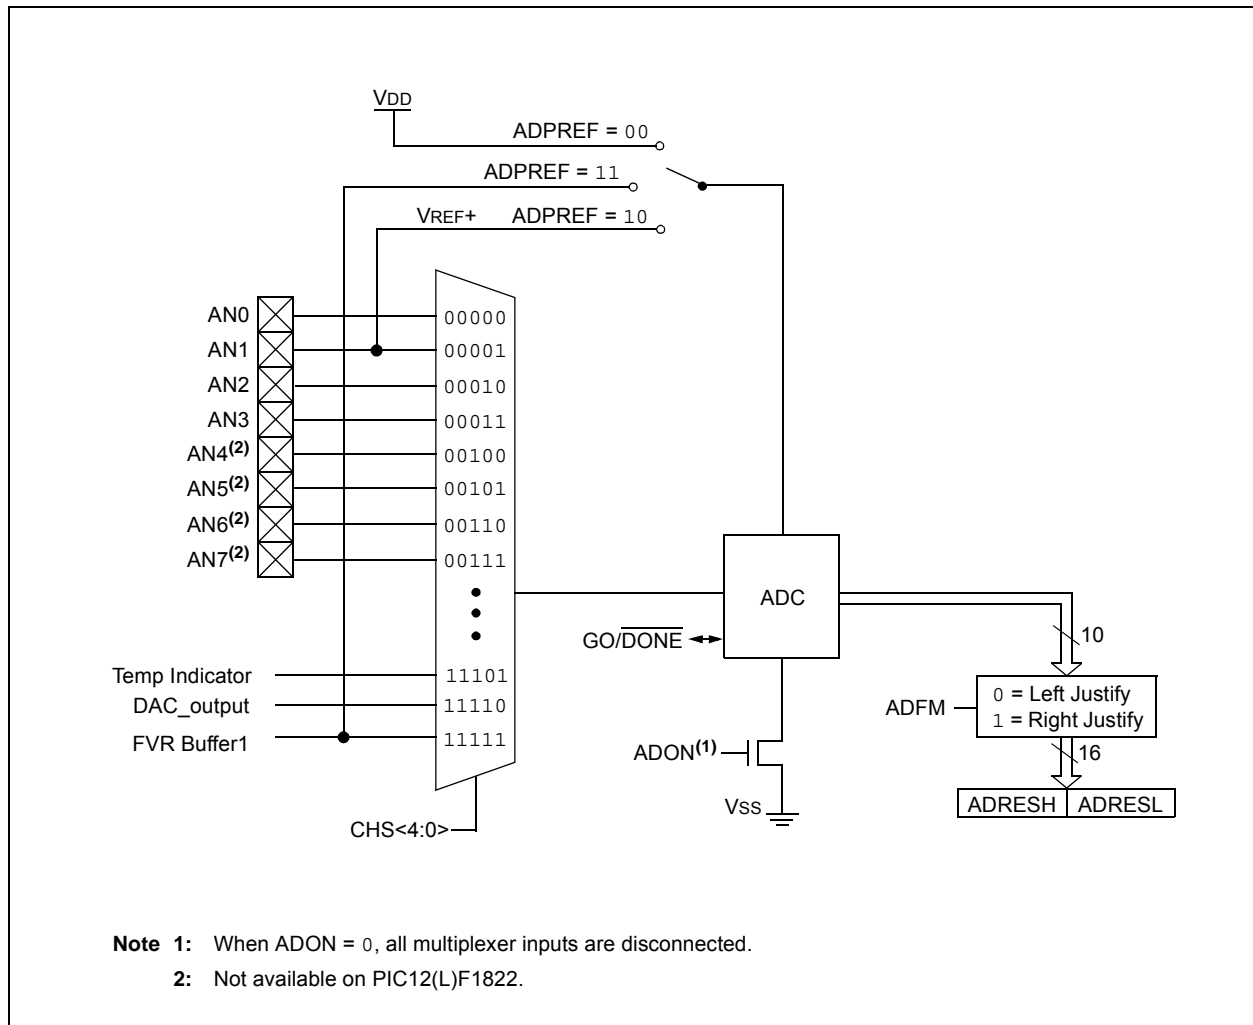 VDD
ADPREF = 00
ADPREF = 11
VREF+ ADPREF = 10
AN0 00000
AN1 00001
AN2 00010
AN3 00011
AN4(2) 00100
AN5(2) 00101
AN6(2) 00110
AN7(2) 00111
ADC
GO/DONE
10
Temp Indicator 11101
DAC_output 11110
FVR Buffer1 11111
ADFM
0 = Left Justify
1 = Right Justify
ADON(1)
16
VSS
ADRESH ADRESL
CHS<4:0>
Note 1: When ADON = 0, all multiplexer inputs are disconnected.
2: Not available on PIC12(L)F1822.